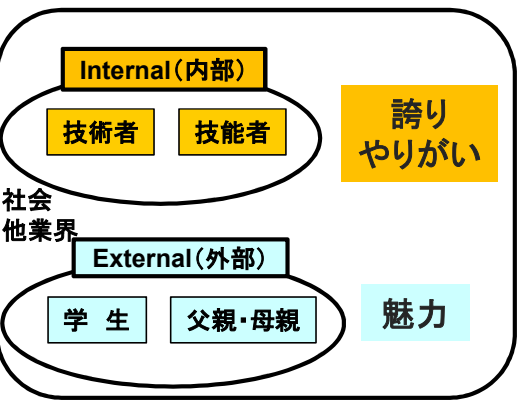 Internal（内部）
技術者
技能者
誇り
やりがい
社会
他業界
External（外部）
学 生
父親・母親
魅力